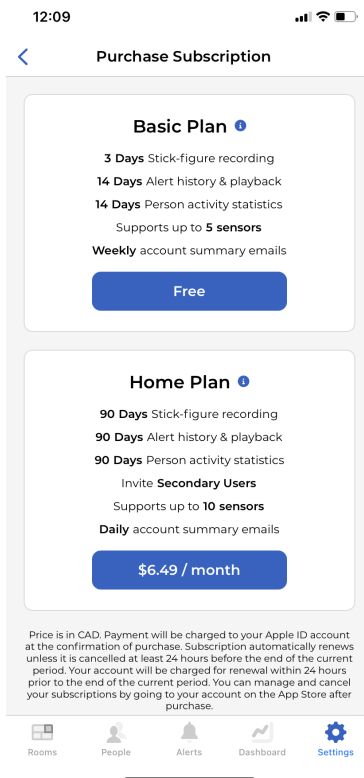 12:09
Purchase Subscription
Basic Plan
3 Days Stick-figure recording
14 Days Alert history & playback
14 Days Person activity statistics
Supports up to 5 sensors
Weekly account summary emails
Free
Home Plan
90 Days Stick-figure recording
90 Days Alert history & playback
90 Days Person activity statistics
Invite Secondary Users
Supports up to 10 sensors
Daily account summary emails
$6.49 / month
Price is in CAD. Payment will be charged to your Apple ID account
at the confirmation of purchase. Subscription automatically renews
unless it is cancelled at least 24 hours before the end of the current
period. Your account will be charged for renewal within 24 hours
prior to the end of the current period. You can manage and cancel
your subscriptions by going to your account on the App Store after
purchase.
Rooms People Alerts Dashboard Settings